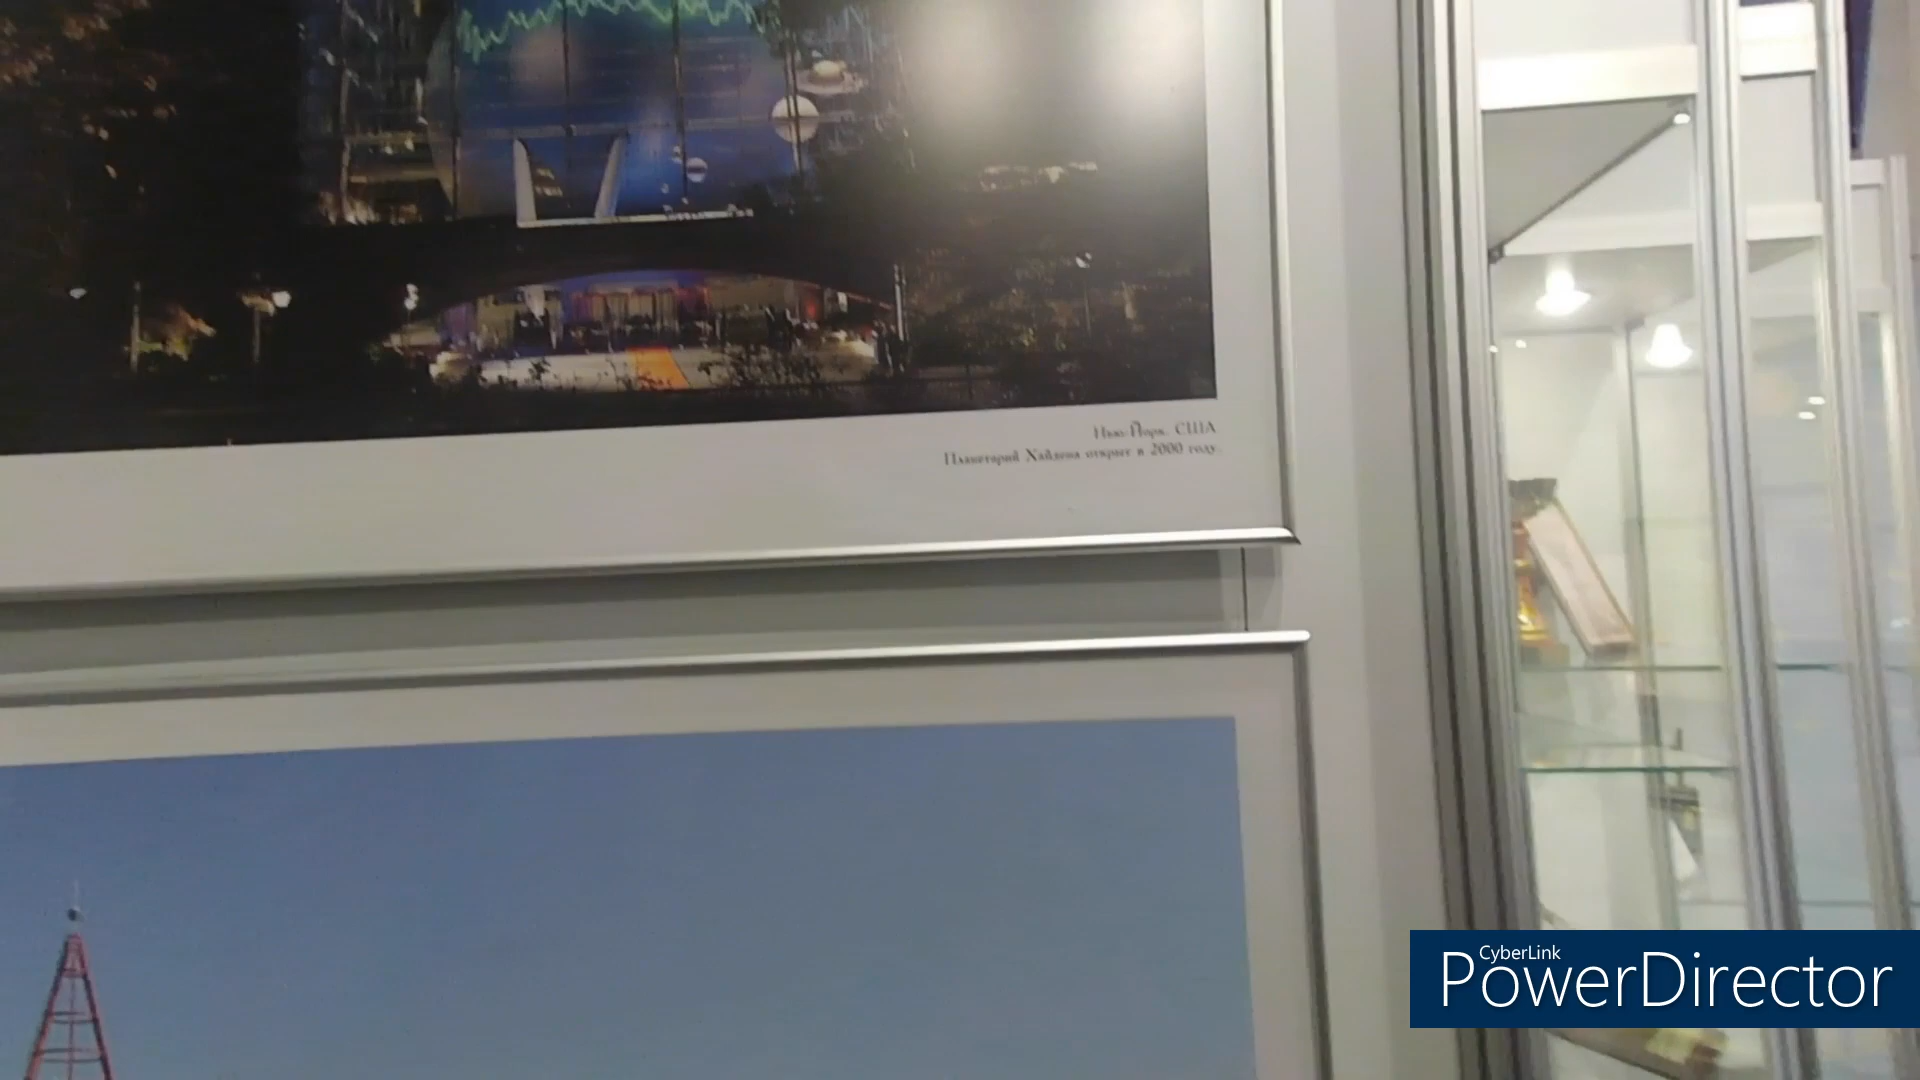 Нью-Йорк. США
Планетарий Хайдена открыт в 2000 году.
CyberLink
PowerDirector